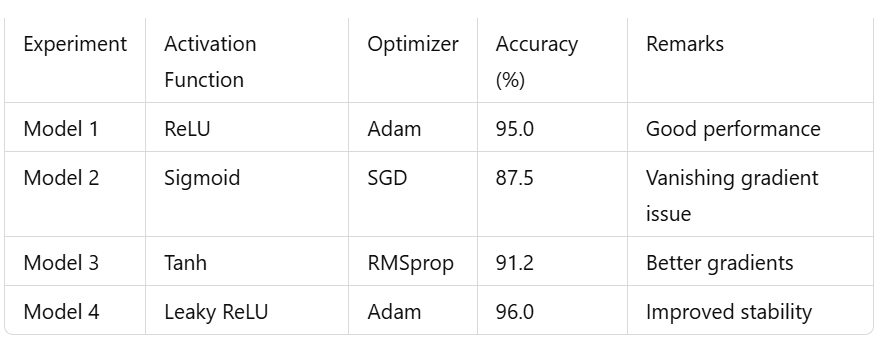 Experiment Activation Function Optimizer Accuracy (%) Remarks
Model 1 ReLU Adam 95.0 Good performance
Model 2 Sigmoid SGD 87.5 Vanishing gradient issue
Model 3 Tanh RMSprop 91.2 Better gradients
Model 4 Leaky ReLU Adam 96.0 Improved stability